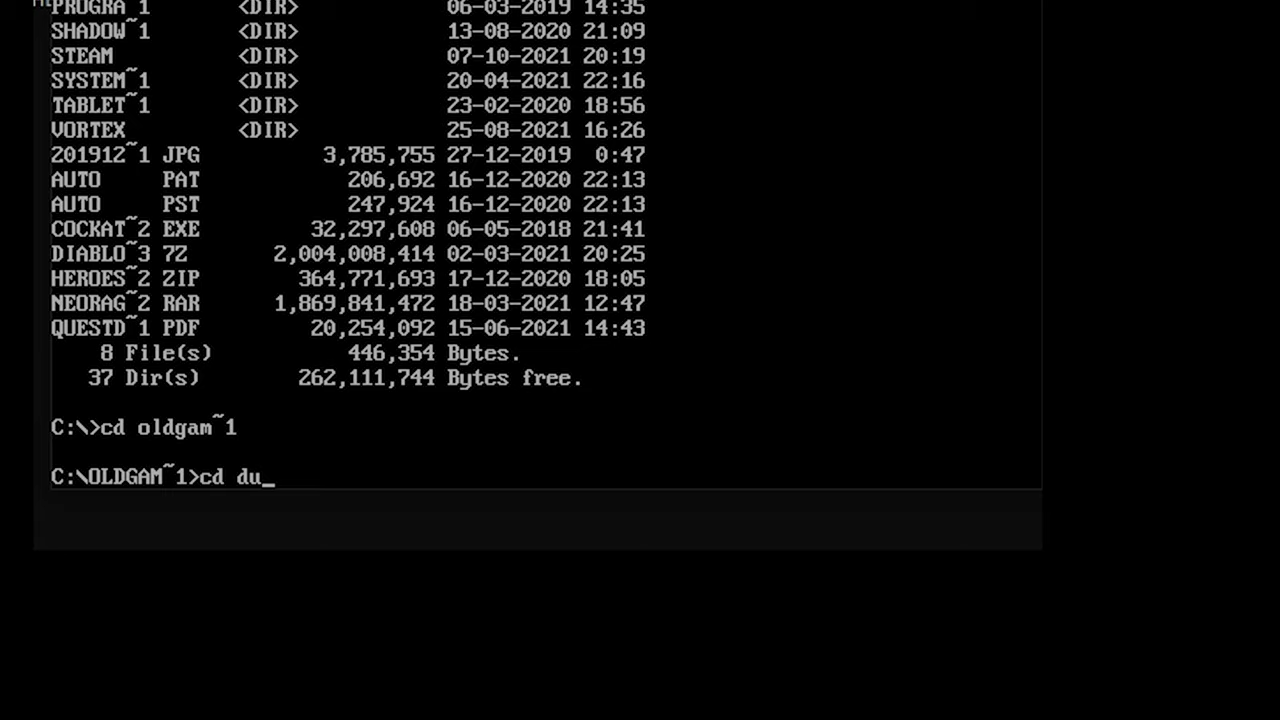 PROGRA~1 <DIR> 06-03-2019 14:35
SHADOW~1 <DIR> 13-08-2020 21:09
STEAM <DIR> 07-10-2021 20:19
SYSTEM~1 <DIR> 20-04-2021 22:16
TABLET~1 <DIR> 23-02-2020 18:56
VORTEX <DIR> 25-08-2021 16:26
201912~1 JPG 3,785,755 27-12-2019 0:47
AUTO PAT 206,692 16-12-2020 22:13
AUTO PST 247,924 16-12-2020 22:13
COCKAT~2 EXE 32,297,608 06-05-2018 21:41
DIABLO~3 7Z 2,004,008,414 02-03-2021 20:25
HEROES~2 ZIP 364,771,693 17-12-2020 18:05
NEORAG~2 RAR 1,869,841,472 18-03-2021 12:47
QUESTD~1 PDF 20,254,092 15-06-2021 14:43
8 File(s) 446,354 Bytes.
37 Dir(s) 262,111,744 Bytes free.
C:\>cd oldgam~1
C:\OLDGAM~1>cd du_